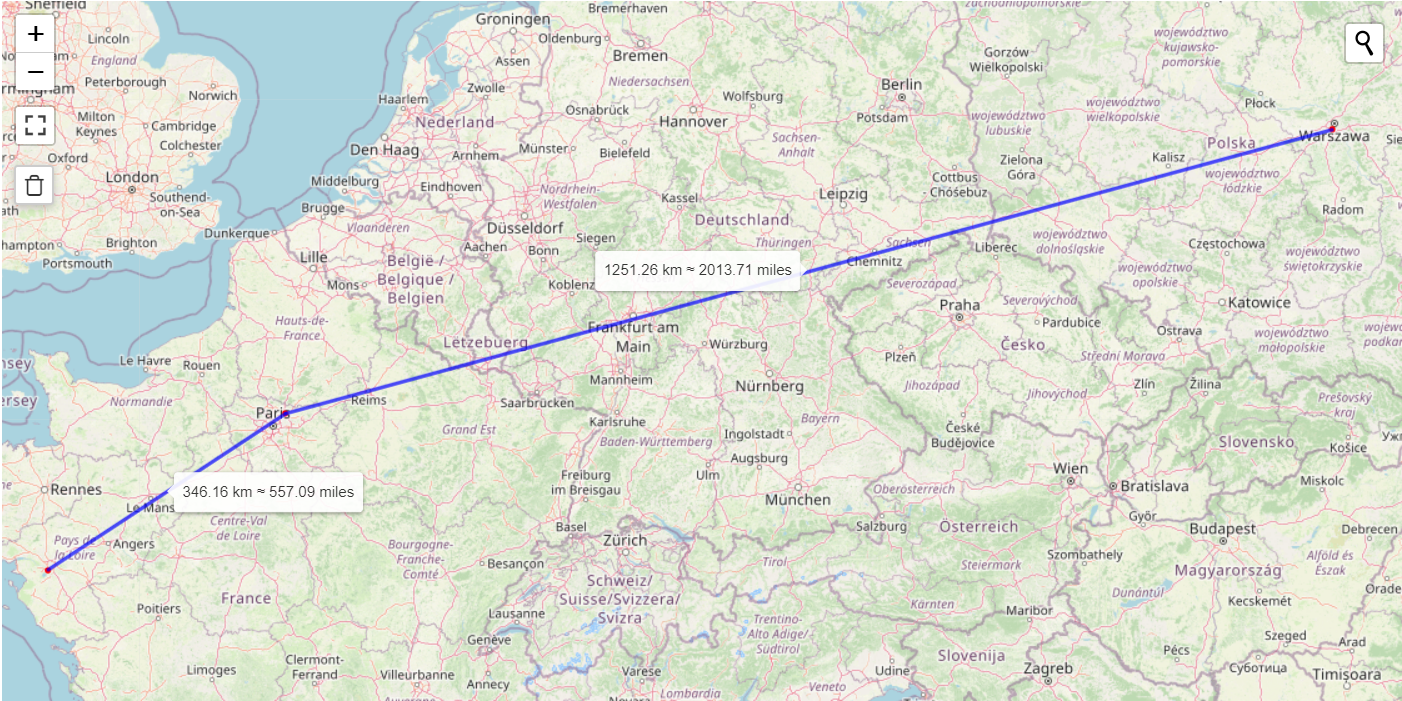 Sheffield
Lincoln
England
Peterborough
Norwich
Milton
Keynes
Cambridge
Colchester
Oxford
London
Southend-
on-Sea
Brighton
Portsmouth
Groningen
Assen
Zwolle
Haarlem
Nederland
Den Haag
Arnhem
Middelburg
Eindhoven
Brugge
Dunkerque
Vlaanderen
Lille
België /
Belgique /
Belgien
Mons
Bremerhaven
Oldenburg
Bremen
Niedersachsen
Osnabrück
Hannover
Wolfsburg
Münster
Bielefeld
Nordrhein-
Westfalen
Kassel
Düsseldorf
Aachen
Bonn
Siegen
Koblenz
Deutschland
Thüringen
Sachsen-
Anhalt
Leipzig
Berlin
Potsdam
Cottbus
- Chóśebuz
Sachsen
Chemnitz
zachodniopomorskie
Gorzów
Wielkopolski
województwo
kujawsko-
pomorskie
województwo
lubuskie
województwo
wielkopolskie
Płock
Warszawa
Polska
Zielona
Góra
Kalisz
województwo
łódzkie
Radom
Liberec
województwo
dolnośląskie
Częstochowa
województwo
opolskie
województwo
świętokrzyskie
Katowice
województwo
małopolskie
1251.26 km ≈ 2013.71 miles
Severozápad
Praha
Severovýchod
Pardubice
Ostrava
Česko
Střední Morava
Plzeň
Jihozápad
Jihovýchod
Zlín
Žilina
Prešovský
kraj
České
Budějovice
Slovensko
Košice
Hauts-de-
France
Lëtzebuerg
Frankfurt am
Main
Würzburg
Le Havre
Rouen
Normandie
Paris
Reims
Grand Est
Saarbrücken
Mannheim
Nürnberg
Karlsruhe
Baden-Württemberg
Bayern
Ingolstadt
Augsburg
Ulm
München
Freiburg
im Breisgau
Rennes
Le Mans
346.16 km ≈ 557.09 miles
Centre-Val
de Loire
Pays de
la Loire
Angers
Bourgogne-
Franche-
Comté
Besançon
Basel
Zürich
Schweiz/
Suisse/Svizzera/
Svizra
Lausanne
Genève
France
Poitiers
Limoges
Clermont-
Ferrand
Villeurbanne
Annecy
Varese
Lombardia
Tirol
Trentino-
Alto Adige/
Südtirol
Veneto
Udine
Salzburg
Oberösterreich
Österreich
Steiermark
Kärnten
Wien
Bratislava
Győr
Miskolc
Budapest
Debrecen
Szombathely
Magyarország
Alföld és
Észak
Dunántúl
Kecskemét
Maribor
Slovenija
Zagreb
Pécs
Szeged
Arad
Суботица
Timișoara